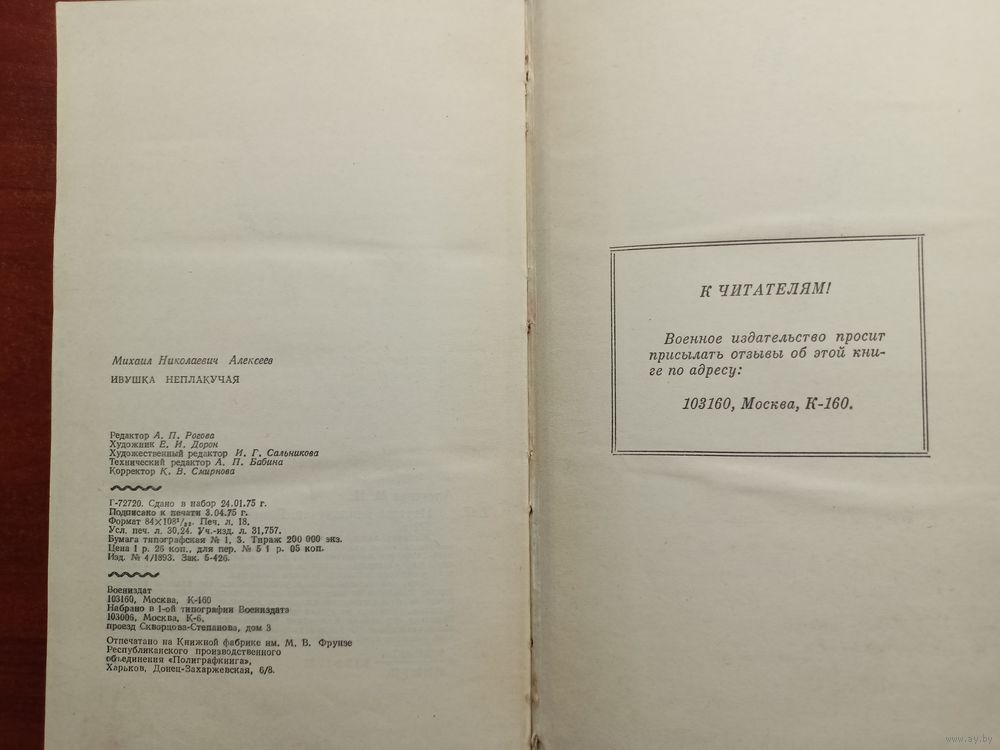 Михаил Николаевич Алексеев
ИВУШКА НЕПЛАКУЧАЯ
Редактор А. П. Рогова
Художник Е. И. Дорон
Художественный редактор И. Г. Сальникова
Технический редактор А. П. Бабина
Корректор К. В. Смирнова
Г-72720. Сдано в набор 24.01.75 г.
Подписано к печати 3.04.75 г.
Формат 84×108¹/₃₂. Печ. л. 18.
Усл. печ. л. 30,24. Уч.-изд. л. 31,757.
Бумага типографская № 1, 3. Тираж 200 000 экз.
Цена 1 р. 26 коп., для пер. № 5 1 р. 05 коп.
Изд. № 4/1893. Зак. 5-426.
Воениздат
103160, Москва, К-160
Набрано в 1-ой типографии Воениздата
103006, Москва, К-6,
проезд Скворцова-Степанова, дом 3
Отпечатано на Книжной фабрике им. М. В. Фрунзе
Республиканского производственного
объединения «Полиграфкнига»,
Харьков, Донец-Захаржевская, 6/8.
К ЧИТАТЕЛЯМ!
Военное издательство просит
присылать отзывы об этой кни-
ге по адресу:
103160, Москва, К-160.
www.ay.by